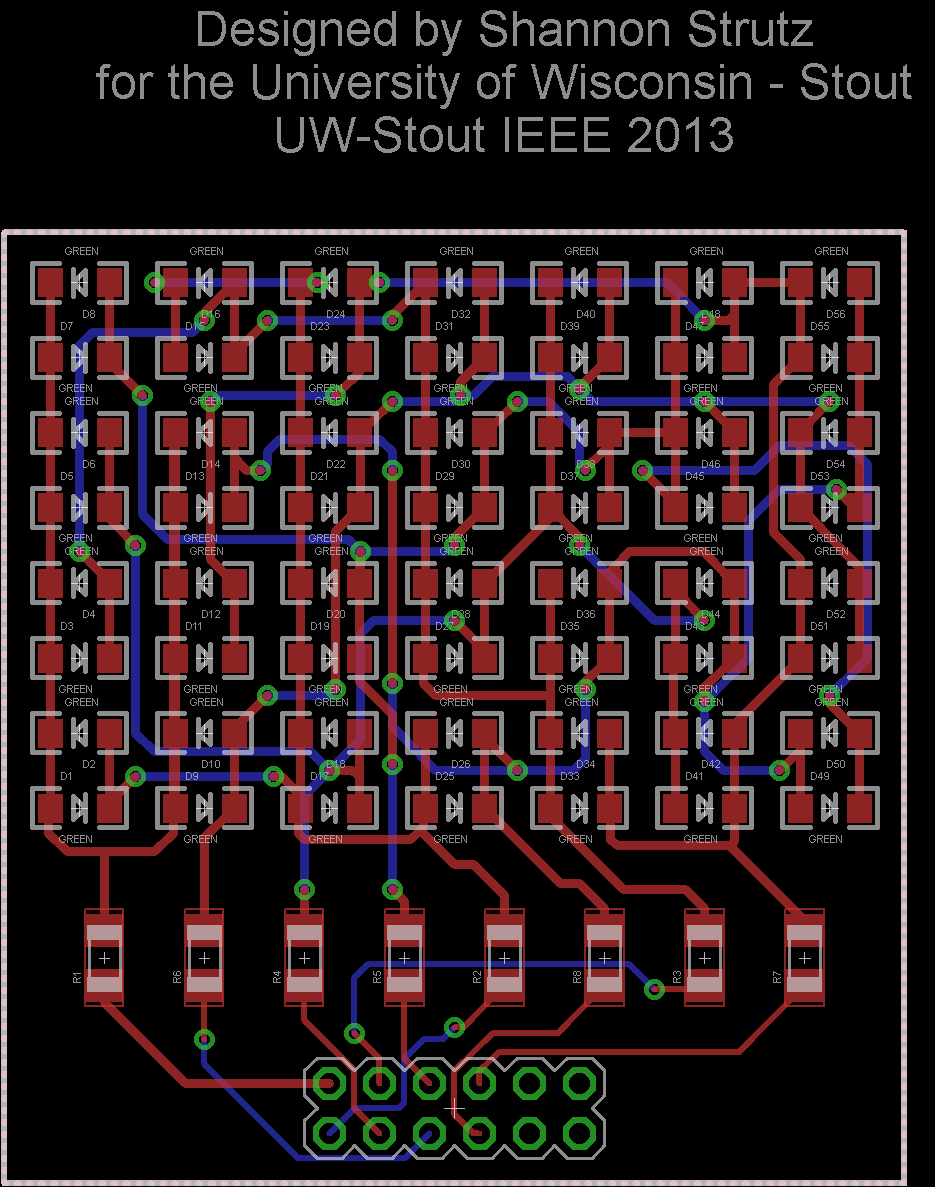 Designed by Shannon Strutz
for the University of Wisconsin - Stout
UW-Stout IEEE 2013
GREEN GREEN GREEN GREEN GREEN GREEN GREEN
D8 D16 D24 D32 D40 D48 D56
D7 D15 D23 D31 D39 D47 D55
GREEN GREEN GREEN GREEN GREEN GREEN GREEN
GREEN GREEN GREEN GREEN GREEN GREEN GREEN
D6 D14 D22 D30 D38 D46 D54
D5 D13 D21 D29 D37 D45 D53
GREEN GREEN GREEN GREEN GREEN GREEN GREEN
GREEN GREEN GREEN GREEN GREEN GREEN GREEN
D4 D12 D20 D28 D36 D44 D52
D3 D11 D19 D27 D35 D43 D51
GREEN GREEN GREEN GREEN GREEN GREEN GREEN
GREEN GREEN GREEN GREEN GREEN GREEN GREEN
D2 D10 D18 D26 D34 D42 D50
D1 D9 D17 D25 D33 D41 D49
GREEN GREEN GREEN GREEN GREEN GREEN GREEN
R1 R6 R4 R5 R2 R8 R3 R7